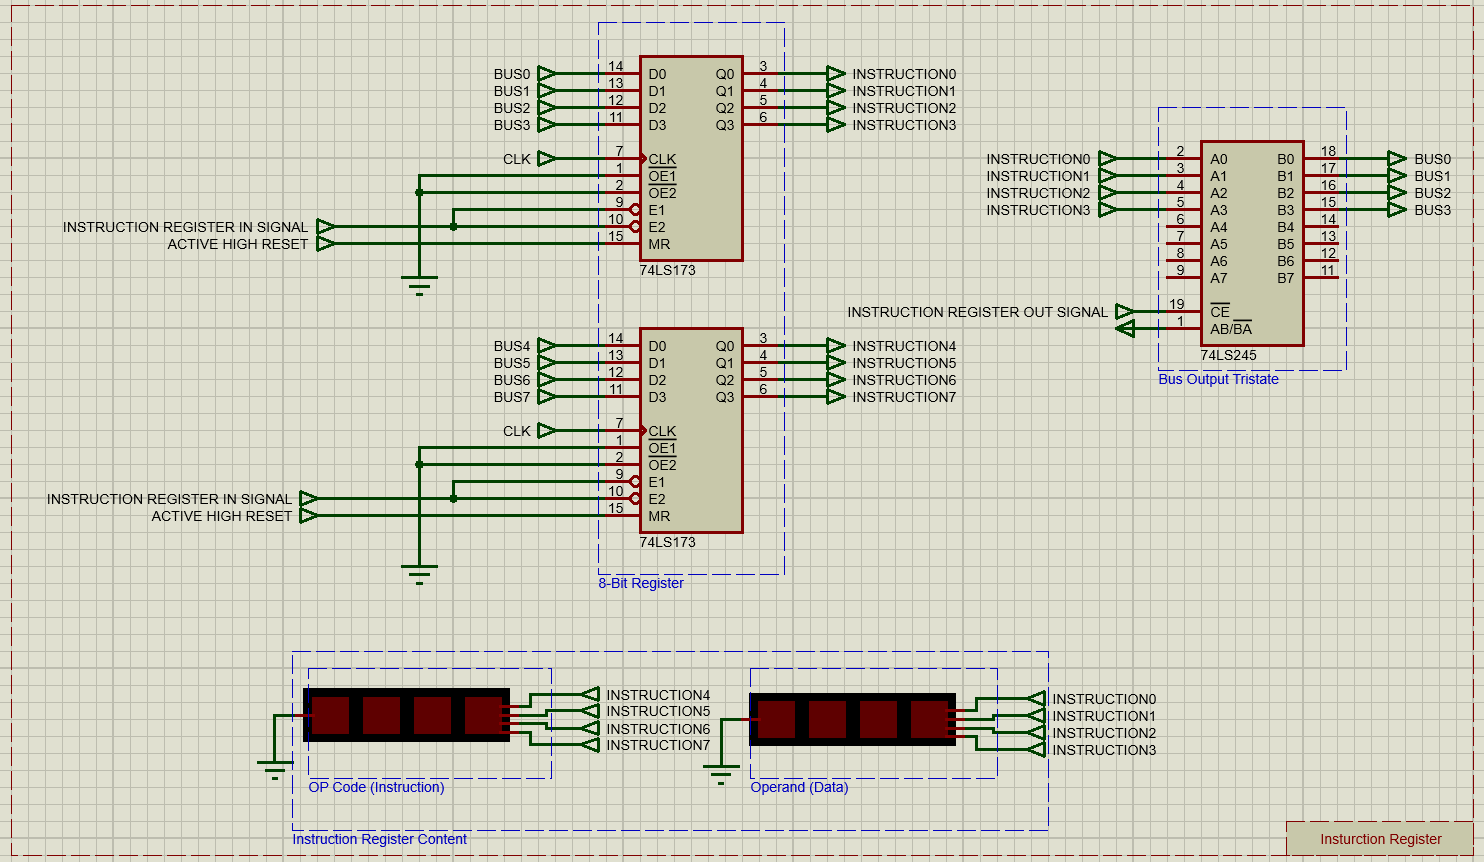 BUS0 14 D0 Q0 3 INSTRUCTION0
BUS1 13 D1 Q1 4 INSTRUCTION1
BUS2 12 D2 Q2 5 INSTRUCTION2
BUS3 11 D3 Q3 6 INSTRUCTION3
CLK 7 CLK
1 OE1
2 OE2
9 E1
INSTRUCTION REGISTER IN SIGNAL 10 E2
ACTIVE HIGH RESET 15 MR
74LS173
BUS4 14 D0 Q0 3 INSTRUCTION4
BUS5 13 D1 Q1 4 INSTRUCTION5
BUS6 12 D2 Q2 5 INSTRUCTION6
BUS7 11 D3 Q3 6 INSTRUCTION7
CLK 7 CLK
1 OE1
2 OE2
9 E1
INSTRUCTION REGISTER IN SIGNAL 10 E2
ACTIVE HIGH RESET 15 MR
74LS173
8-Bit Register
INSTRUCTION0 2 A0 B0 18 BUS0
INSTRUCTION1 3 A1 B1 17 BUS1
INSTRUCTION2 4 A2 B2 16 BUS2
INSTRUCTION3 5 A3 B3 15 BUS3
6 A4 B4 14
7 A5 B5 13
8 A6 B6 12
9 A7 B7 11
INSTRUCTION REGISTER OUT SIGNAL 19 CE
1 AB/BA
74LS245
Bus Output Tristate
INSTRUCTION4
INSTRUCTION5
INSTRUCTION6
INSTRUCTION7
OP Code (Instruction)
INSTRUCTION0
INSTRUCTION1
INSTRUCTION2
INSTRUCTION3
Operand (Data)
Instruction Register Content
Insturction Register